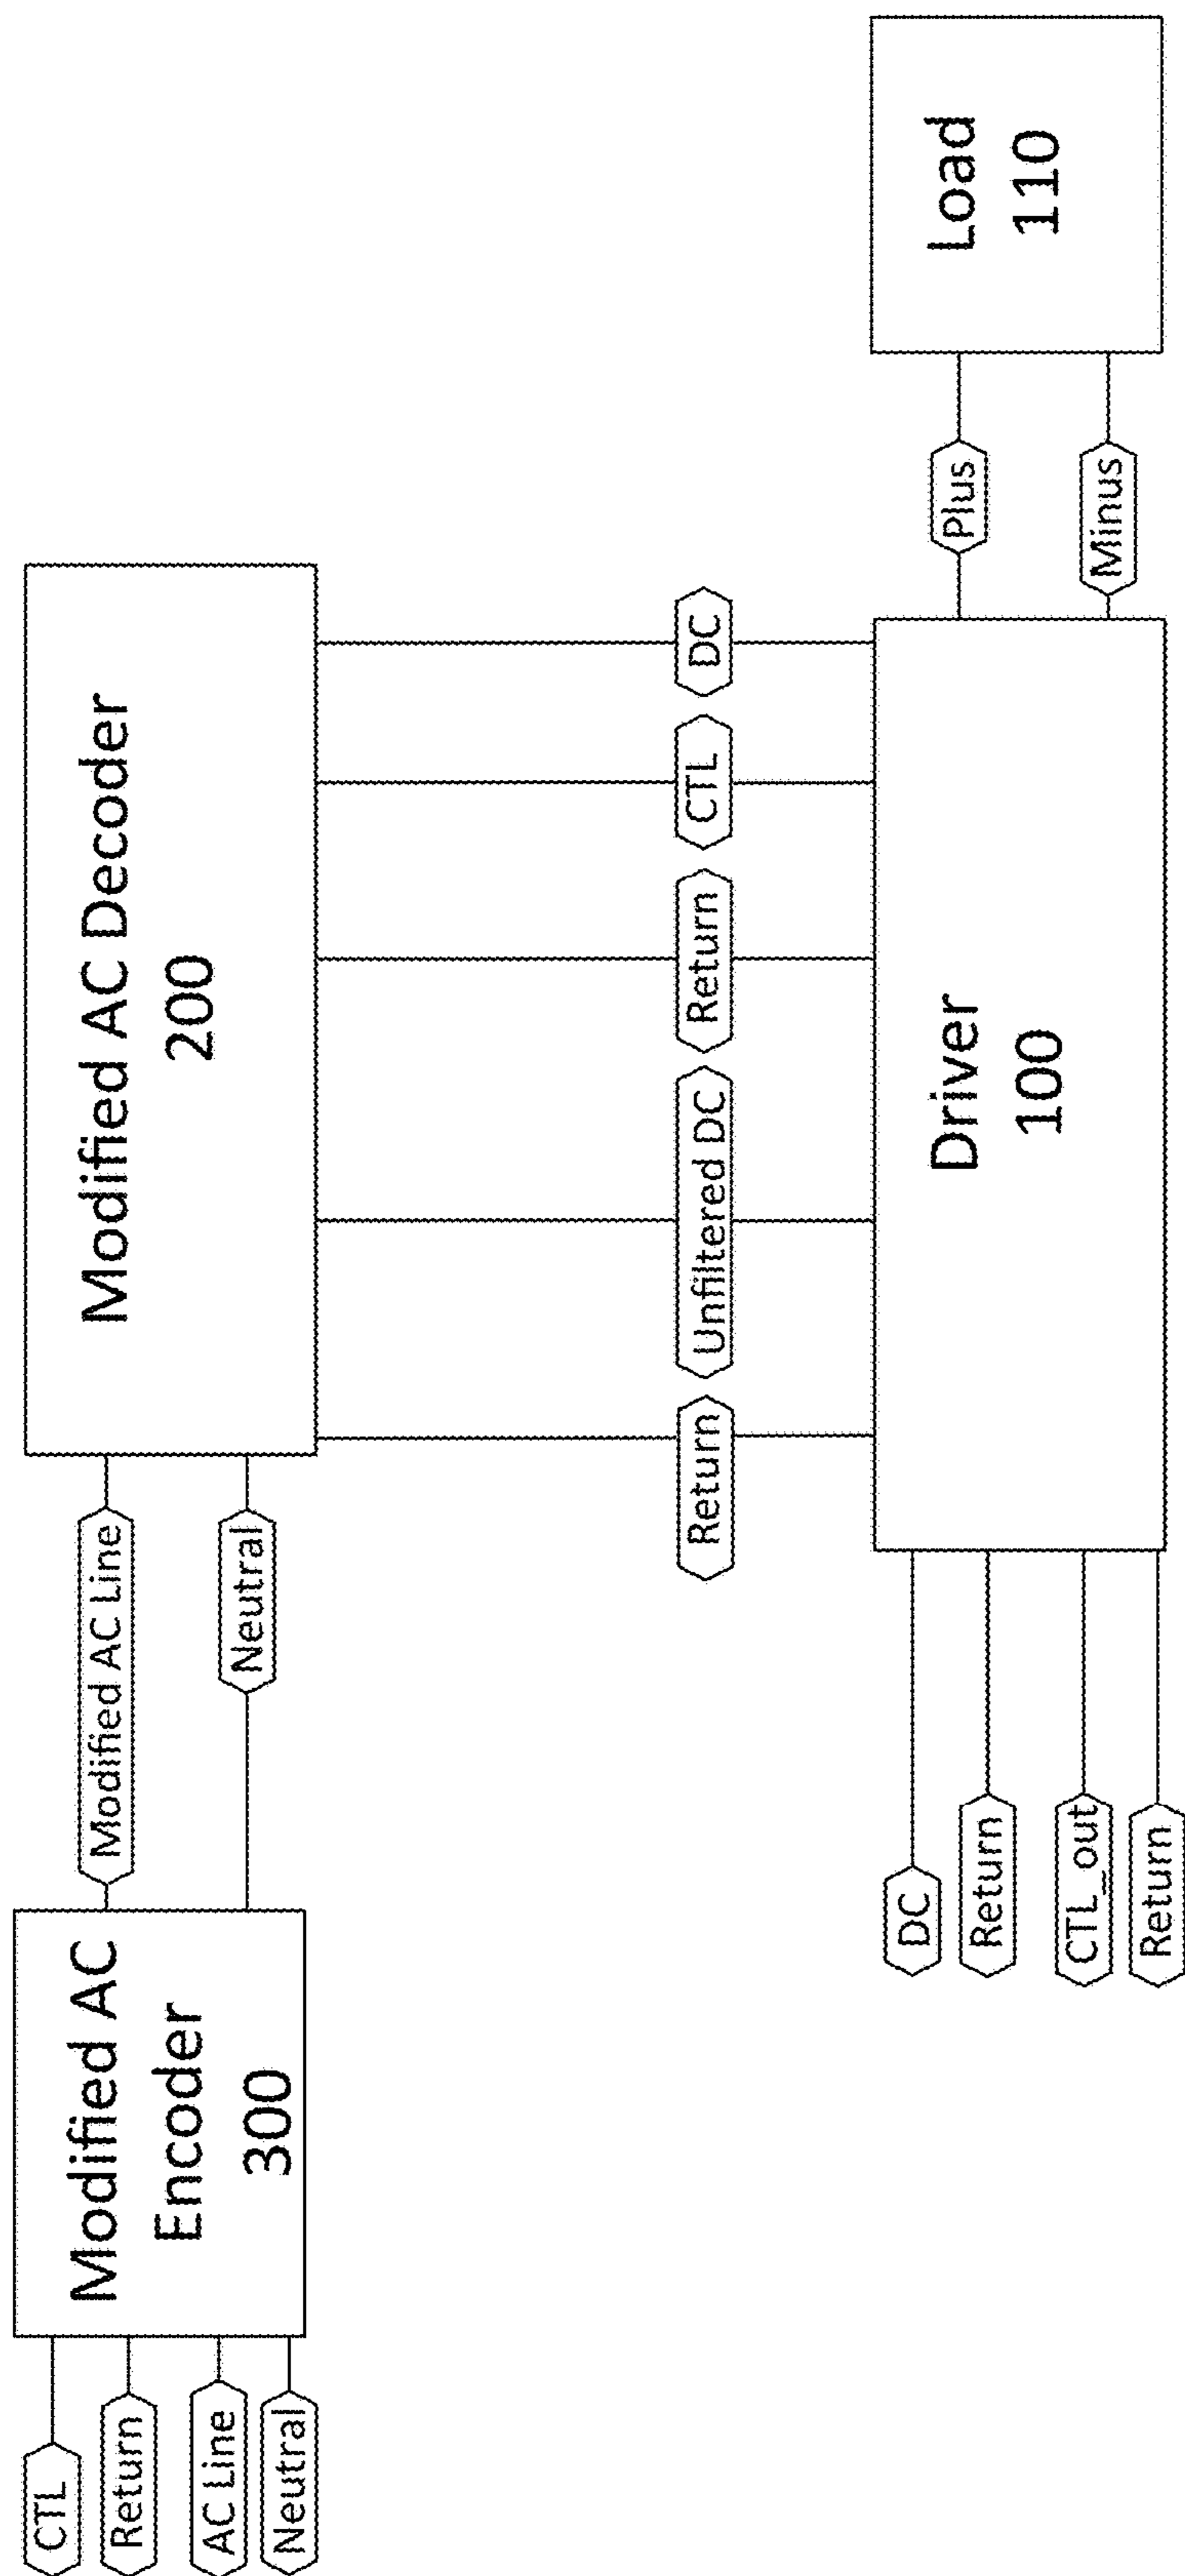 CTL
Return
AC Line
Neutral
Modified AC
Encoder
300
Modified AC Line
Neutral
Modified AC Decoder
200
Return
Unfiltered DC
Return
CTL
DC
DC
Return
CTL_out
Return
Driver
100
Plus
Minus
Load
110